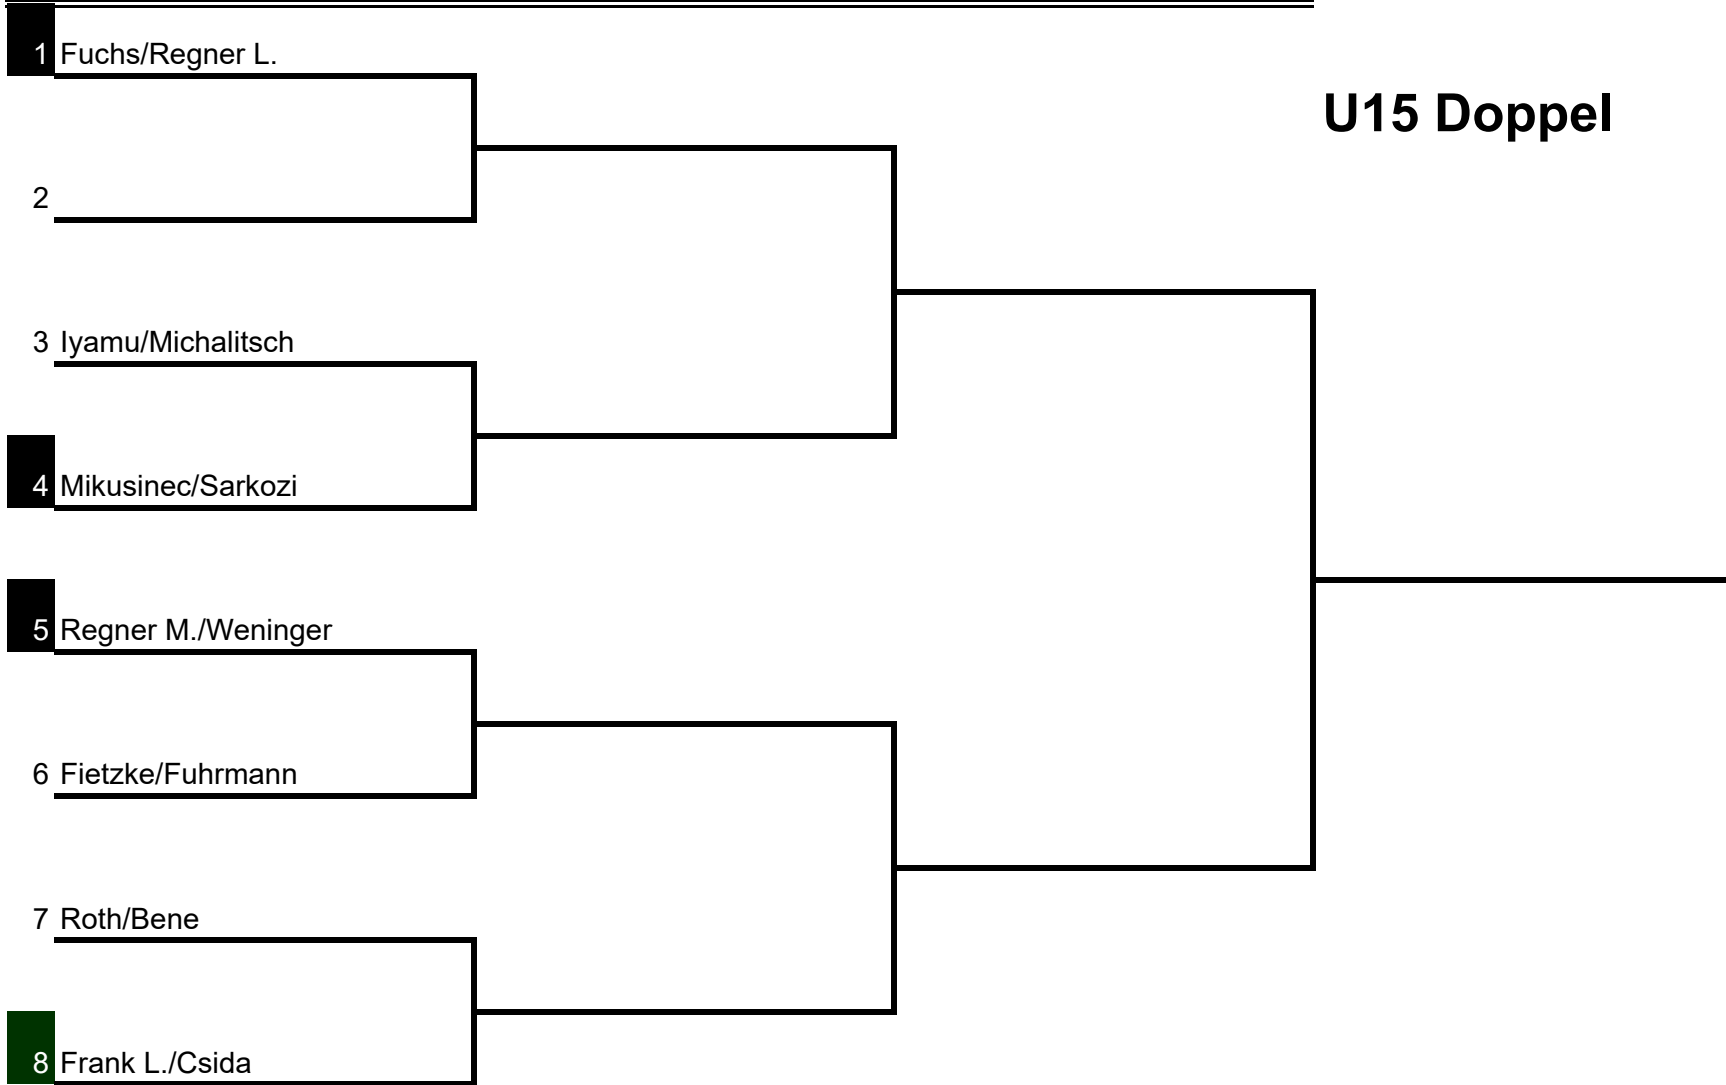 1 Fuchs/Regner L.
U15 Doppel
2
3 Iyamu/Michalitsch
4 Mikusinec/Sarkozi
5 Regner M./Weninger
6 Fietzke/Fuhrmann
7 Roth/Bene
8 Frank L./Csida